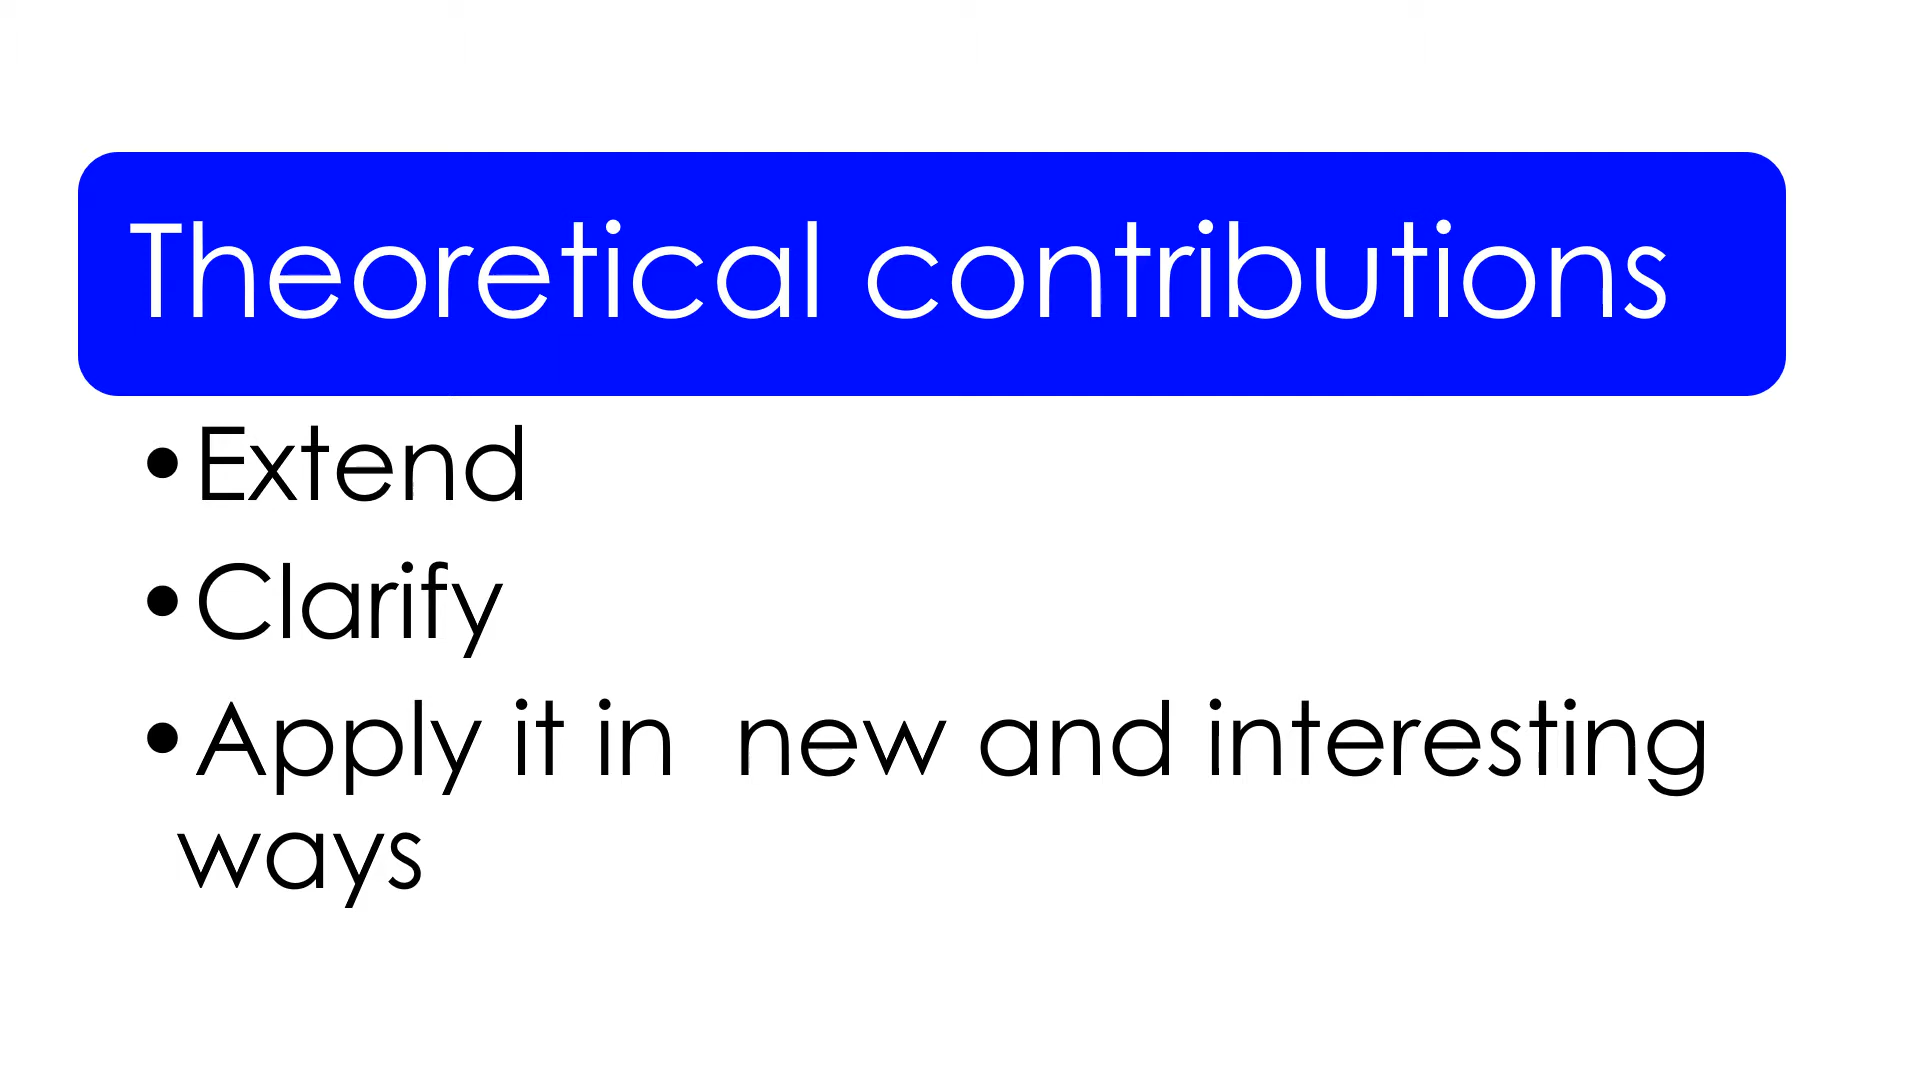 Theoretical contributions
•Extend
•Clarify
•Apply it in  new and interesting
ways